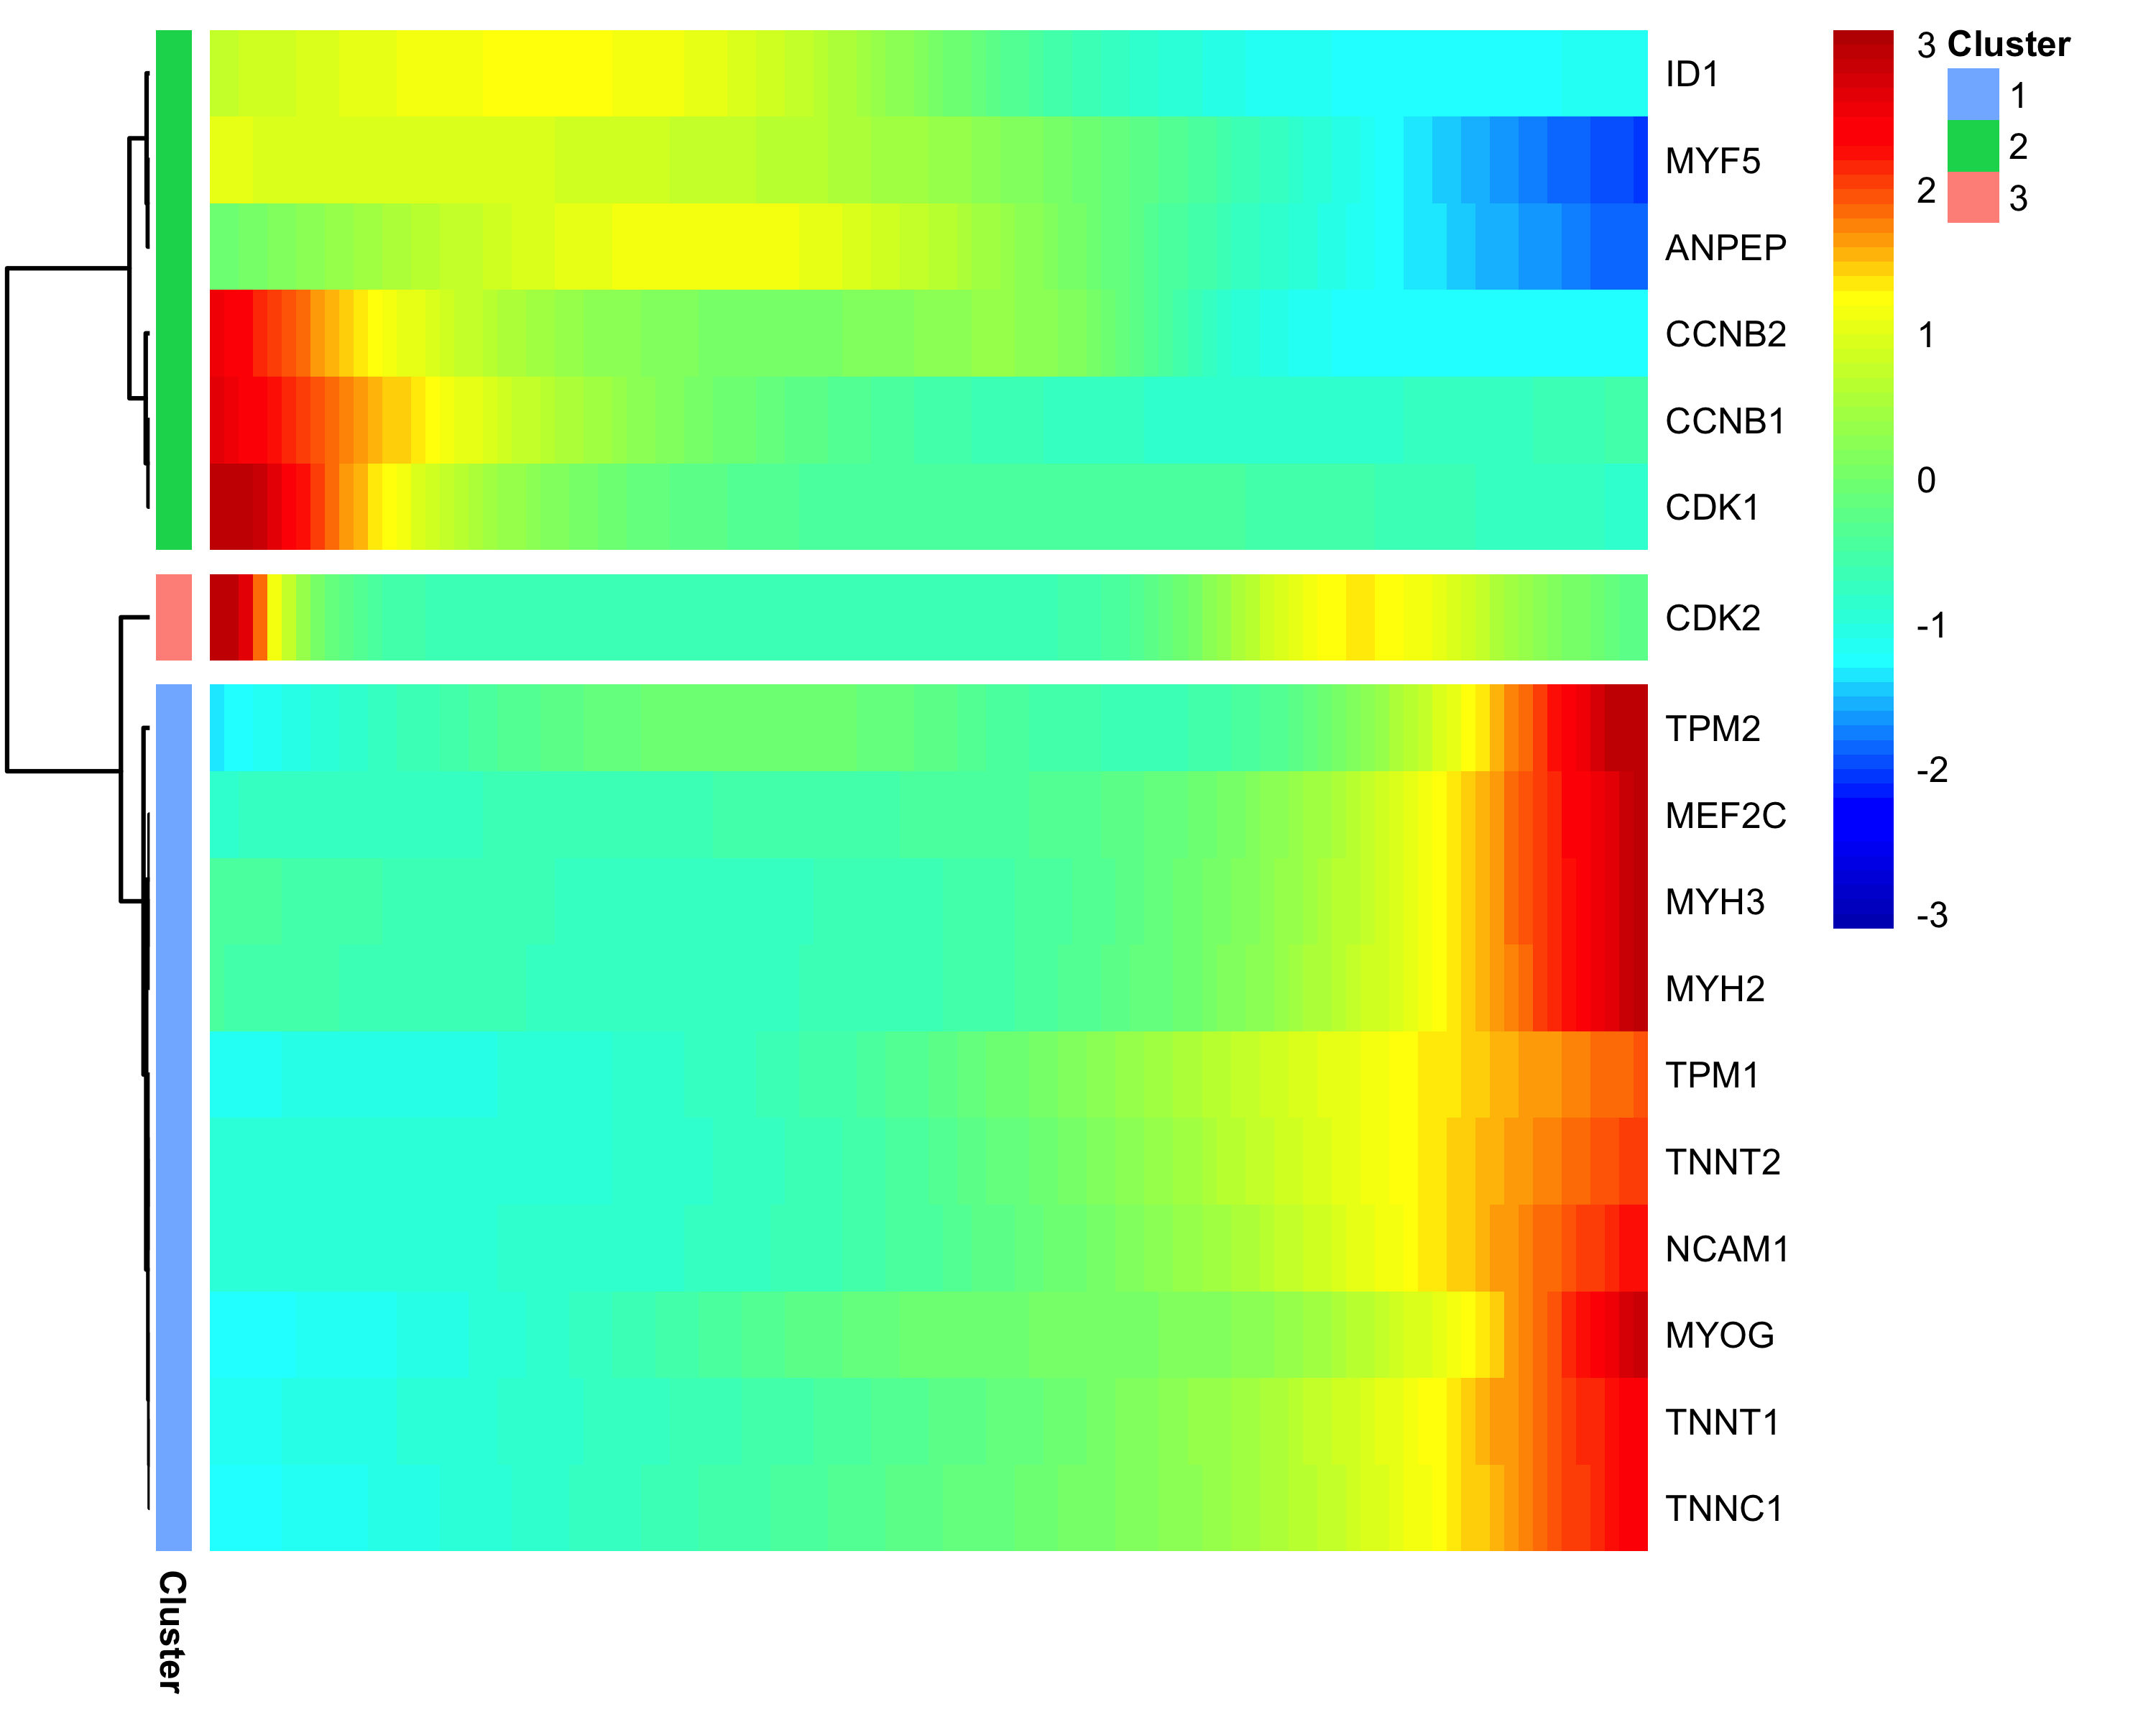 ID1
MYF5
ANPEP
CCNB2
CCNB1
CDK1
CDK2
TPM2
MEF2C
MYH3
MYH2
TPM1
TNNT2
NCAM1
MYOG
TNNT1
TNNC1
3
2
1
0
-1
-2
-3
Cluster
1
2
3
Cluster